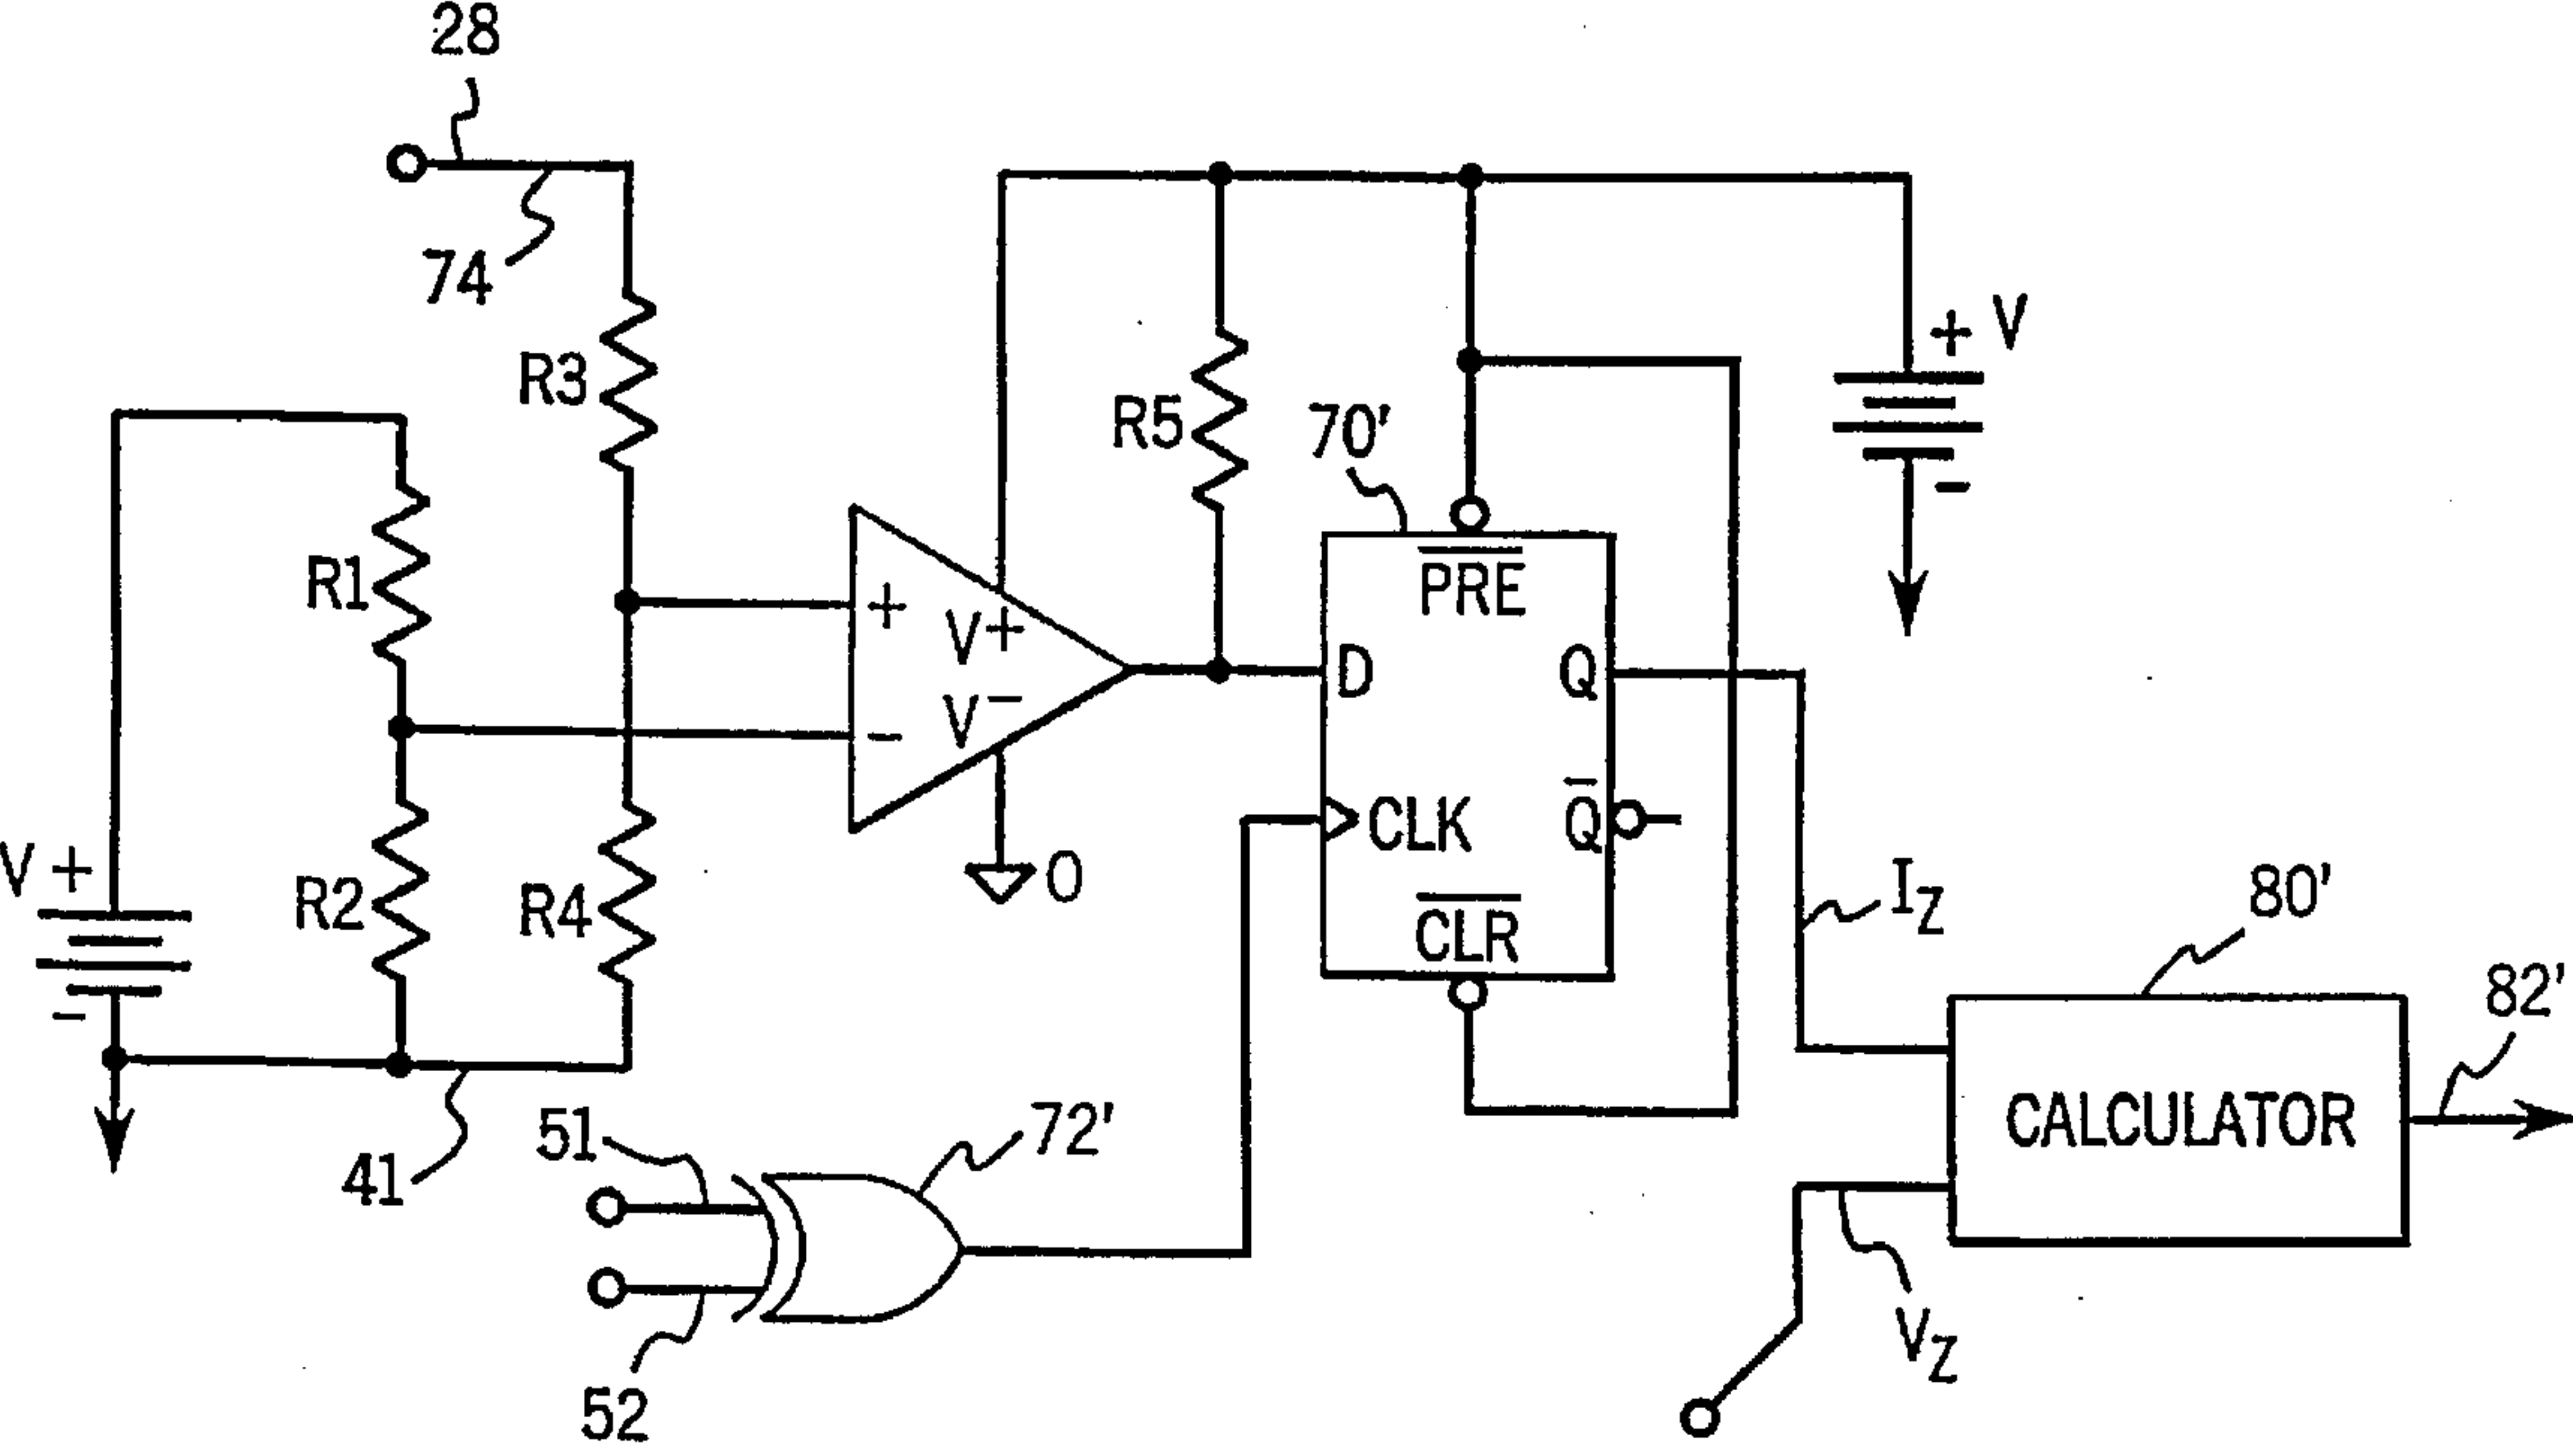 28
74
R3
R1
R5
70'
+ V
+
V+
V−
−
PRE
D
Q
CLK
Q
CLR
−
V +
R2
R4
0
−
41
51
72'
52
IZ
80'
82'
CALCULATOR
VZ